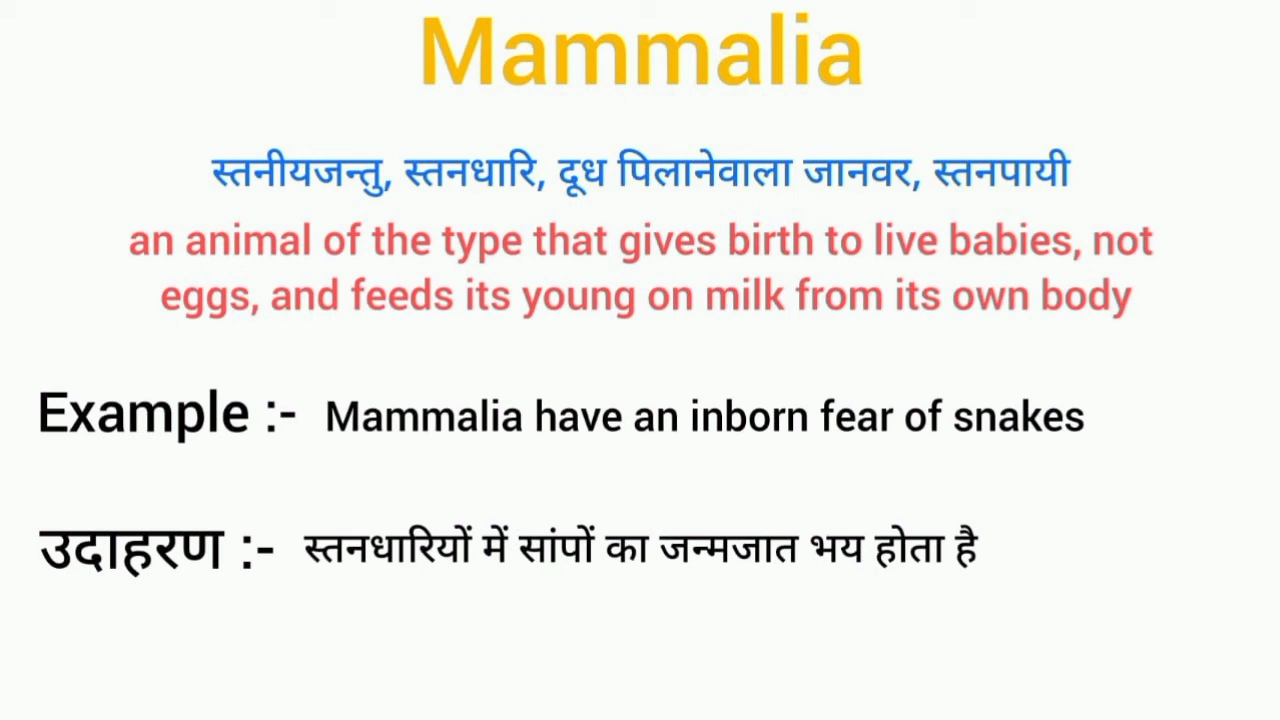 Mammalia
स्तनीयजन्तु, स्तनधारि, दूध पिलानेवाला जानवर, स्तनपायी
an animal of the type that gives birth to live babies, not
eggs, and feeds its young on milk from its own body
Example :- Mammalia have an inborn fear of snakes
उदाहरण :- स्तनधारियों में सांपों का जन्मजात भय होता है